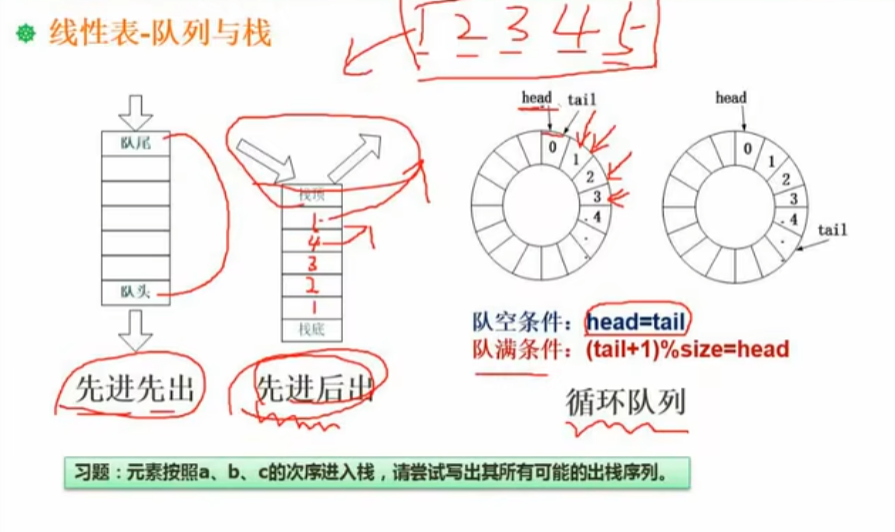 线性表-队列与栈
1 2 3 4 5
head tail
head
队尾
0
1
2
3
4
栈顶
5
4
3
2
1
栈底
0
1
2
3
4
tail
队头
队空条件：head=tail
队满条件：(tail+1)%size=head
先进先出
先进后出
循环队列
习题：元素按照a、b、c的次序进入栈，请尝试写出其所有可能的出栈序列。